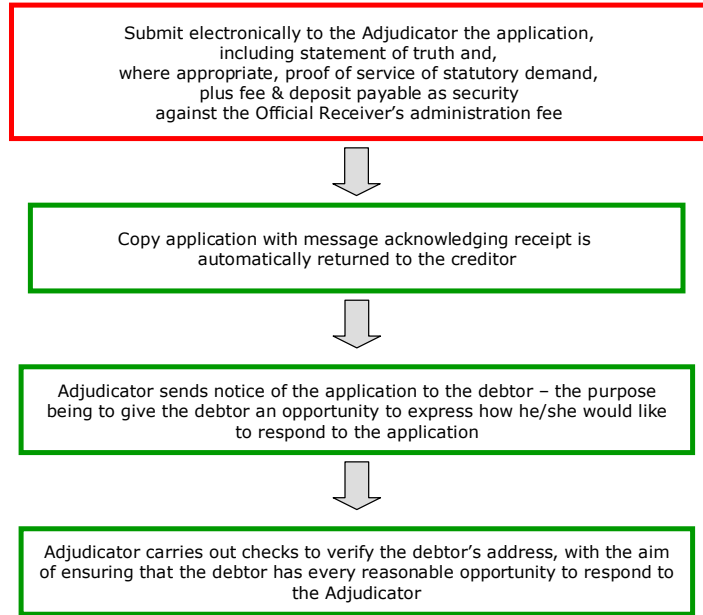 Submit electronically to the Adjudicator the application,
including statement of truth and,
where appropriate, proof of service of statutory demand,
plus fee & deposit payable as security
against the Official Receiver's administration fee
Copy application with message acknowledging receipt is
automatically returned to the creditor
Adjudicator sends notice of the application to the debtor – the purpose
being to give the debtor an opportunity to express how he/she would like
to respond to the application
Adjudicator carries out checks to verify the debtor's address, with the aim
of ensuring that the debtor has every reasonable opportunity to respond to
the Adjudicator